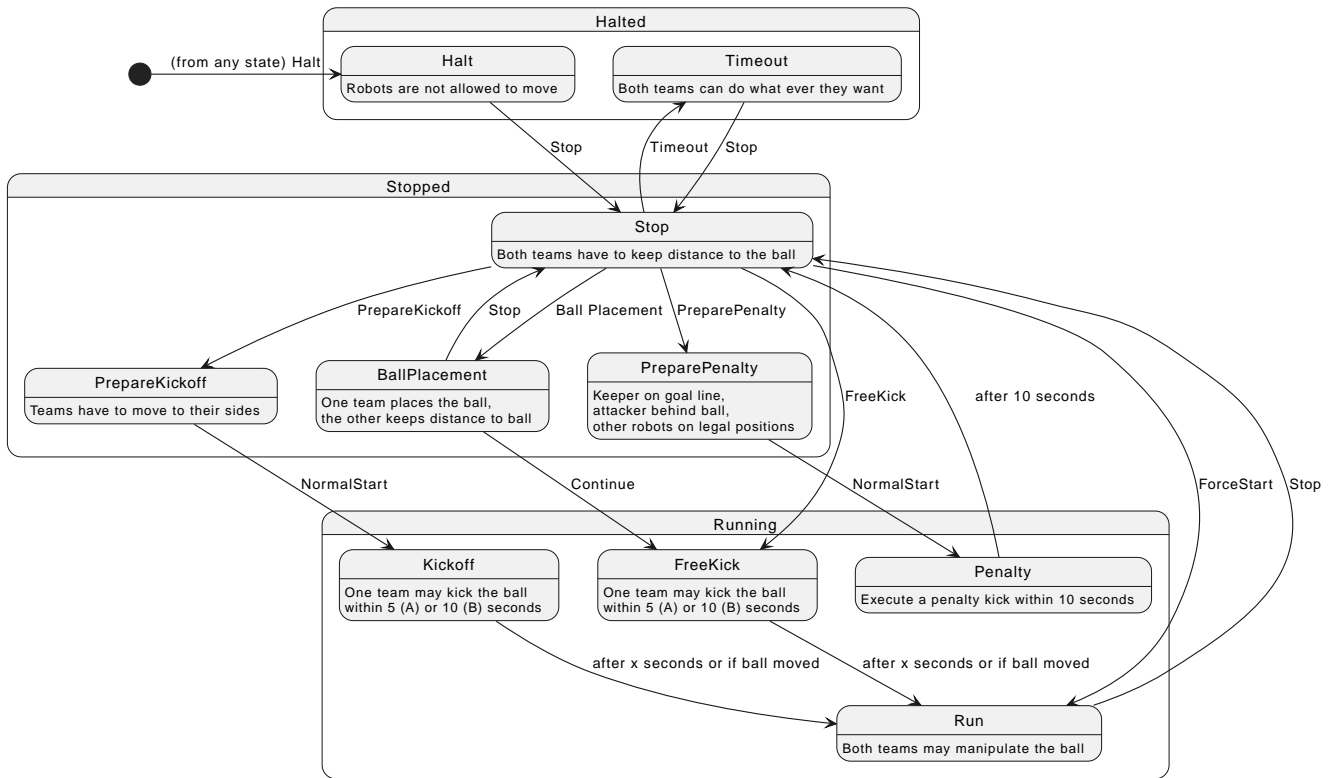 Halted
(from any state) Halt
Halt
Robots are not allowed to move
Timeout
Both teams can do what ever they want
Stop
Timeout
Stop
Stopped
Stop
Both teams have to keep distance to the ball
PrepareKickoff
Stop
Ball Placement
PreparePenalty
PrepareKickoff
Teams have to move to their sides
BallPlacement
One team places the ball,
the other keeps distance to ball
PreparePenalty
Keeper on goal line,
attacker behind ball,
other robots on legal positions
FreeKick
after 10 seconds
NormalStart
Continue
NormalStart
ForceStart
Stop
Running
Kickoff
One team may kick the ball
within 5 (A) or 10 (B) seconds
FreeKick
One team may kick the ball
within 5 (A) or 10 (B) seconds
Penalty
Execute a penalty kick within 10 seconds
after x seconds or if ball moved
after x seconds or if ball moved
Run
Both teams may manipulate the ball